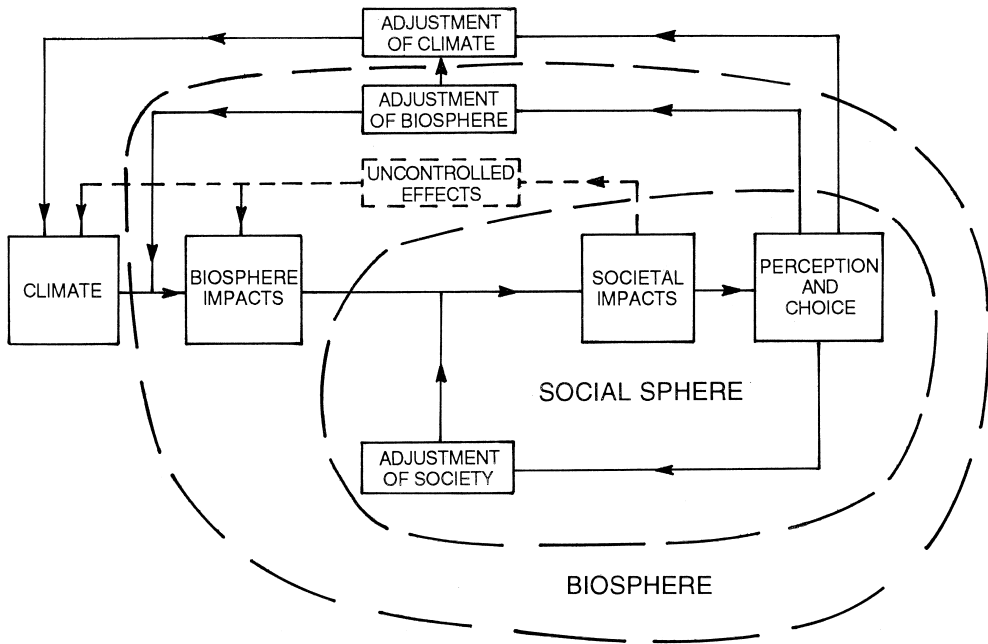 ADJUSTMENT
OF CLIMATE
ADJUSTMENT
OF BIOSPHERE
UNCONTROLLED
EFFECTS
CLIMATE
BIOSPHERE
IMPACTS
SOCIETAL
IMPACTS
PERCEPTION
AND
CHOICE
SOCIAL SPHERE
ADJUSTMENT
OF SOCIETY
BIOSPHERE